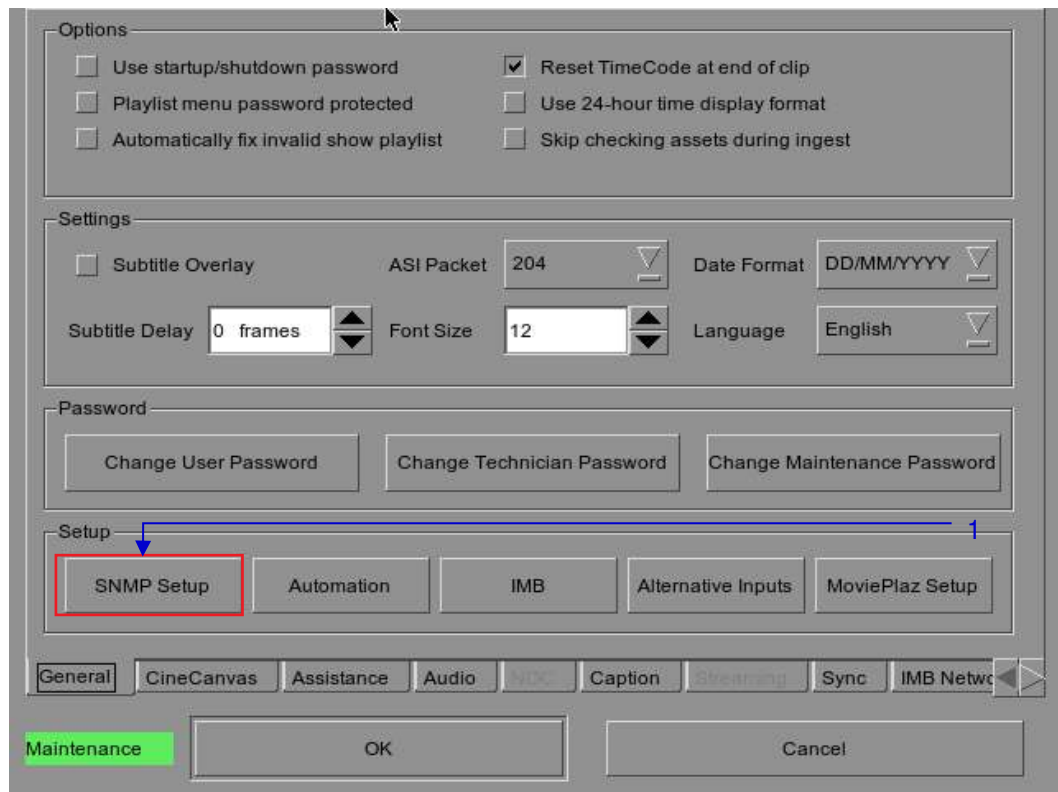 Options
Use startup/shutdown password
Reset TimeCode at end of clip
Playlist menu password protected
Use 24-hour time display format
Automatically fix invalid show playlist
Skip checking assets during ingest
Settings
Subtitle Overlay
ASI Packet 204
Date Format DD/MM/YYYY
Subtitle Delay 0 frames
Font Size 12
Language English
Password
Change User Password
Change Technician Password
Change Maintenance Password
Setup
1
SNMP Setup
Automation
IMB
Alternative Inputs
MoviePlaz Setup
General CineCanvas Assistance Audio NOC Caption Streaming Sync IMB Netwo
Maintenance
OK
Cancel